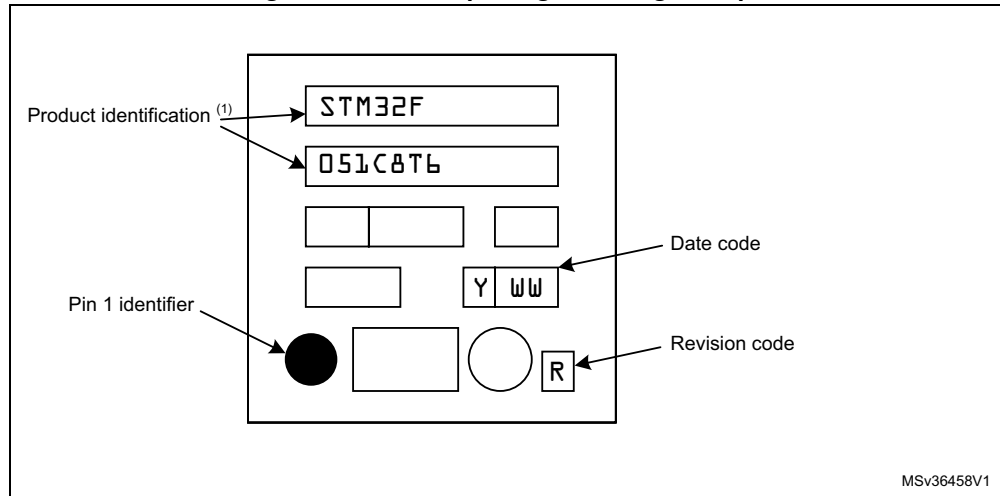 Product identification (1)
STM32F
051C8T6
Date code
Y WW
Pin 1 identifier
Revision code
R
MSv36458V1